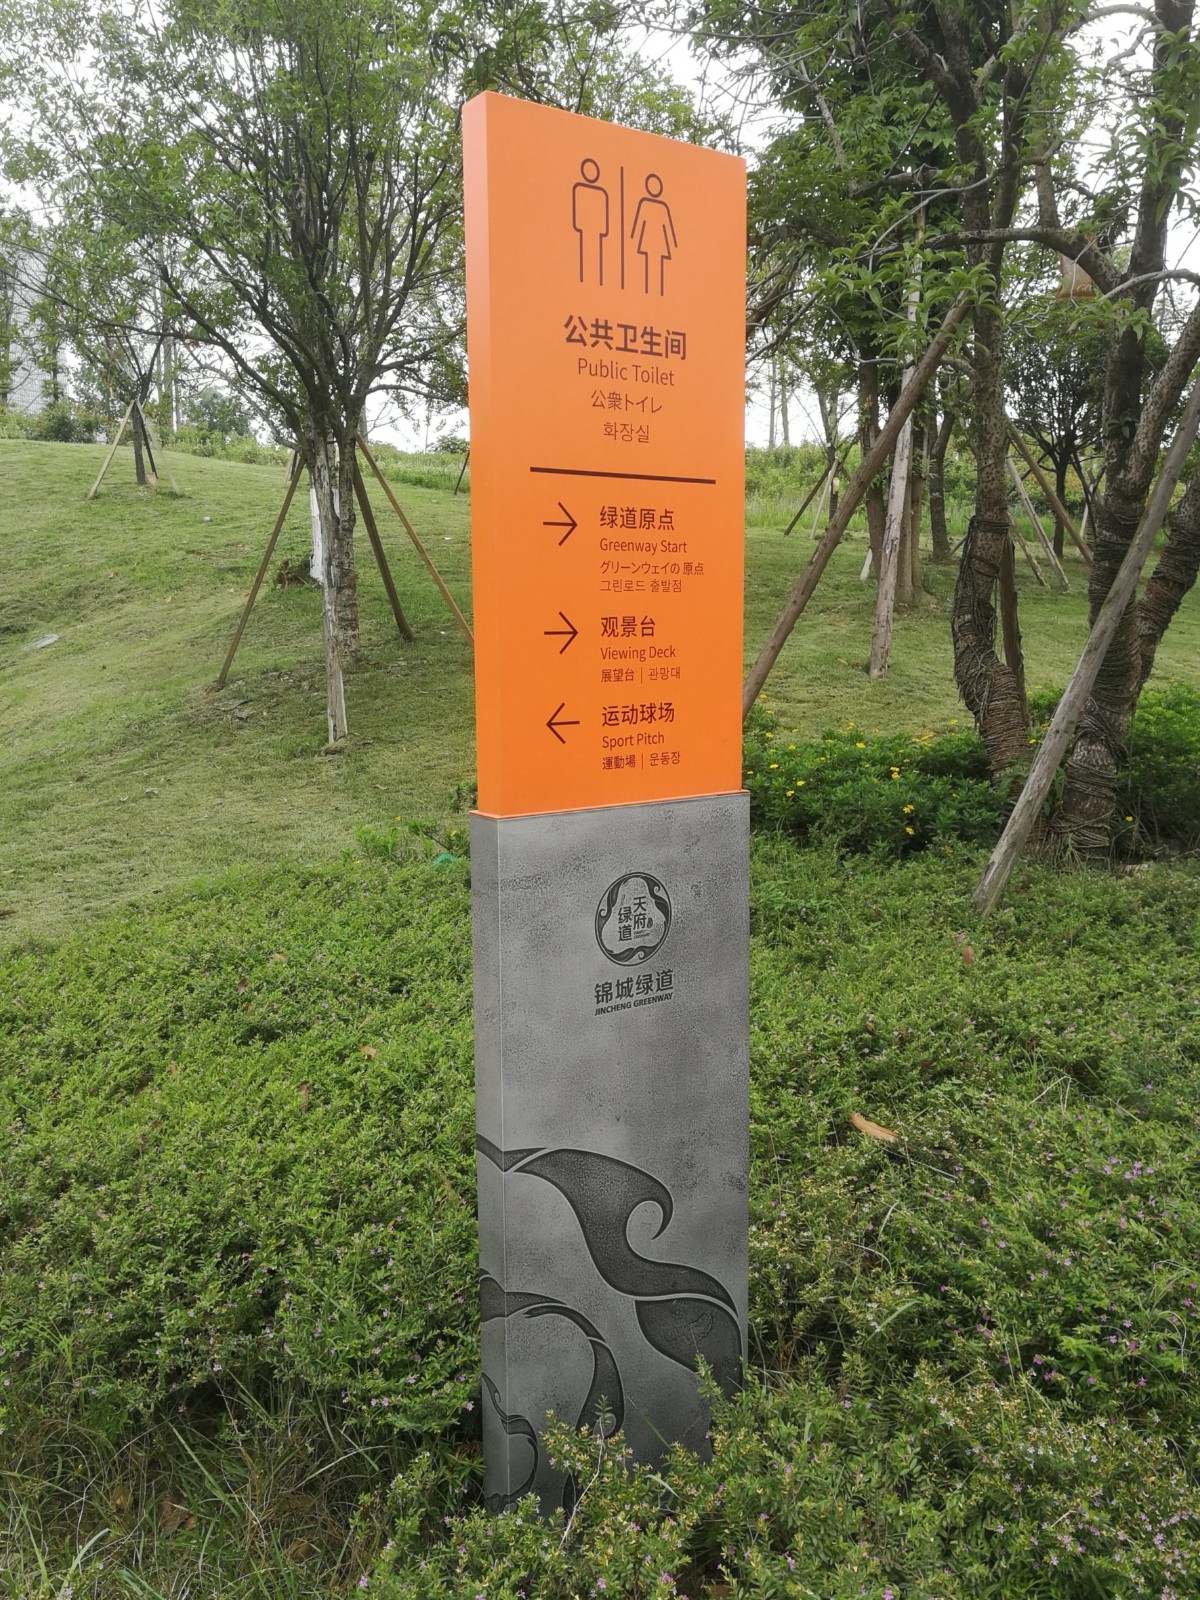 公共卫生间
Public Toilet
公衆トイレ
화장실
绿道原点
Greenway Start
グリーンウェイの 原点
그린로드 출발점
观景台
Viewing Deck
展望台 | 관망대
运动球场
Sport Pitch
運動場 | 운동장
天府
绿道
锦城绿道
JINCHENG GREENWAY